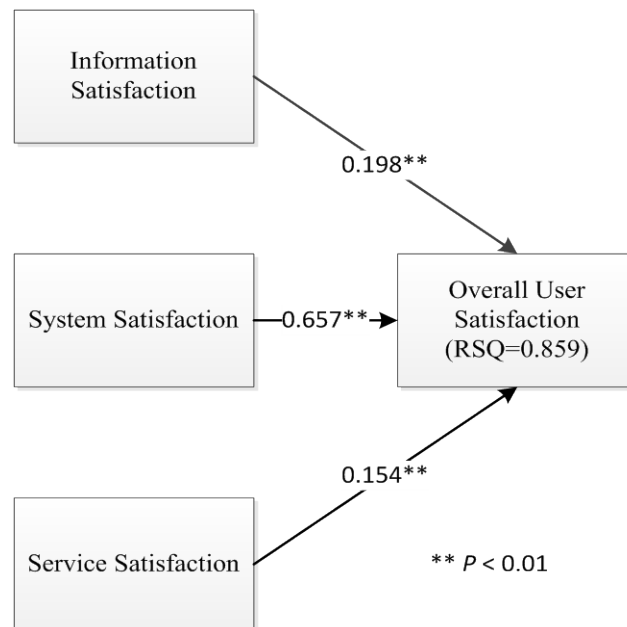 Information
Satisfaction
0.198**
System Satisfaction
0.657**
Overall User
Satisfaction
(RSQ=0.859)
0.154**
Service Satisfaction
** P < 0.01